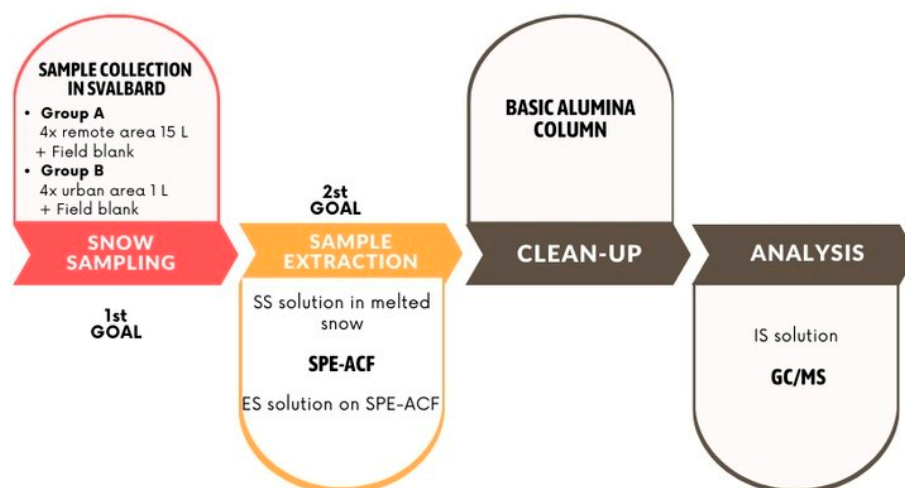 SAMPLE COLLECTION
IN SVALBARD
• Group A
4x remote area 15 L
+ Field blank
• Group B
4x urban area 1 L
+ Field blank
SNOW
SAMPLING
1st
GOAL
2st
GOAL
SAMPLE
EXTRACTION
SS solution in melted
snow
SPE-ACF
ES solution on SPE-ACF
BASIC ALUMINA
COLUMN
CLEAN-UP
ANALYSIS
IS solution
GC/MS